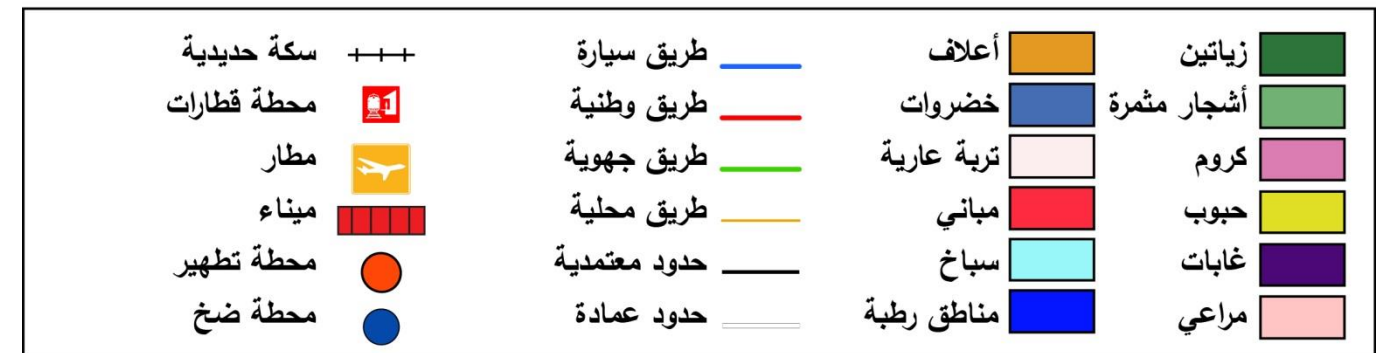 زياتين
أشجار مثمرة
كروم
حبوب
غابات
مراعي
أعلاف
خضروات
تربة عارية
مباني
سباخ
مناطق رطبة
طريق سيارة
طريق وطنية
طريق جهوية
طريق محلية
حدود معتمدية
حدود عمادة
سكة حديدية
محطة قطارات
مطار
ميناء
محطة تطهير
محطة ضخ